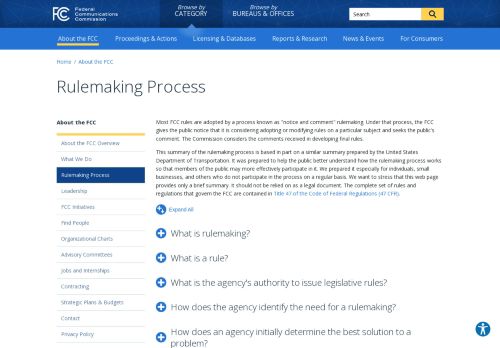 FCC Federal Communications Commission
Browse by CATEGORY
Browse by BUREAUS & OFFICES
Search
About the FCC
Proceedings & Actions
Licensing & Databases
Reports & Research
News & Events
For Consumers
Home / About the FCC
Rulemaking Process
About the FCC
About the FCC Overview
What We Do
Rulemaking Process
Leadership
FCC Initiatives
Find People
Organizational Charts
Advisory Committees
Jobs and Internships
Contracting
Strategic Plans & Budgets
Contact
Privacy Policy
Most FCC rules are adopted by a process known as "notice and comment" rulemaking. Under that process, the FCC
gives the public notice that it is considering adopting or modifying rules on a particular subject and seeks the public's
comment. The Commission considers the comments received in developing final rules.
This summary of the rulemaking process is based in part on a similar summary prepared by the United States
Department of Transportation. It was prepared to help the public better understand how the rulemaking process works
so that members of the public may more effectively participate in it. We prepared it especially for individuals, small
businesses, and others who do not participate in the process on a regular basis. We want to stress that this web page
provides only a brief summary. It should not be relied on as a legal document. The complete set of rules and
regulations that govern the FCC are contained in Title 47 of the Code of Federal Regulations (47 CFR).
Expand All
What is rulemaking?
What is a rule?
What is the agency's authority to issue legislative rules?
How does the agency identify the need for a rulemaking?
How does an agency initially determine the best solution to a
problem?